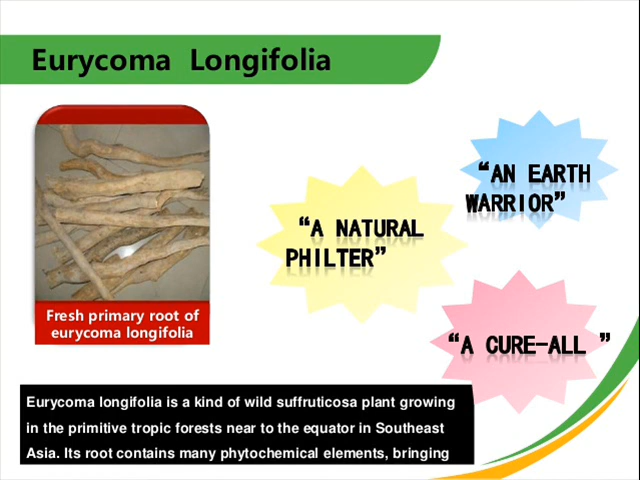 Eurycoma Longifolia
Fresh primary root of
eurycoma longifolia
“A NATURAL
PHILTER”
“AN EARTH
WARRIOR”
“A CURE-ALL ”
Eurycoma longifolia is a kind of wild suffruticosa plant growing
in the primitive tropic forests near to the equator in Southeast
Asia. Its root contains many phytochemical elements, bringing